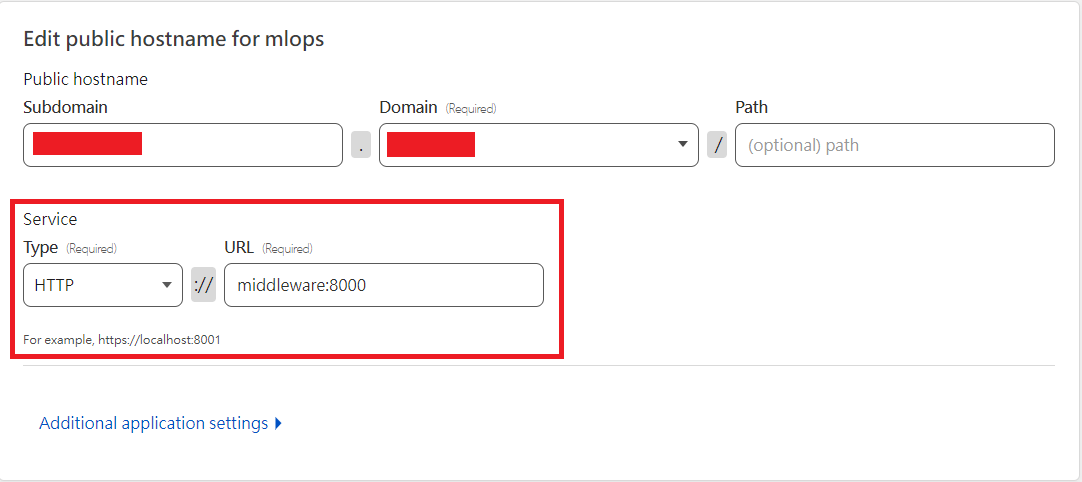 Edit public hostname for mlops
Public hostname
Subdomain
Domain (Required)
Path
.
/
(optional) path
Service
Type (Required)
URL (Required)
HTTP
://
middleware:8000
For example, https://localhost:8001
Additional application settings